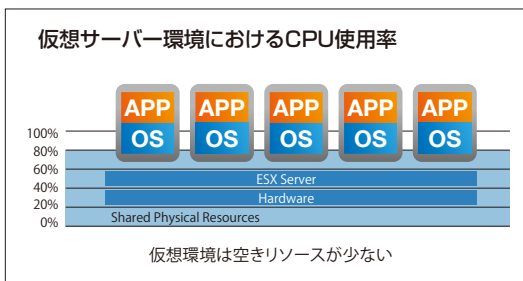 仮想サーバー環境におけるCPU使用率
APP APP APP APP APP
OS OS OS OS OS
100%
80%
60%
ESX Server
40%
Hardware
20%
Shared Physical Resources
0%
仮想環境は空きリソースが少ない